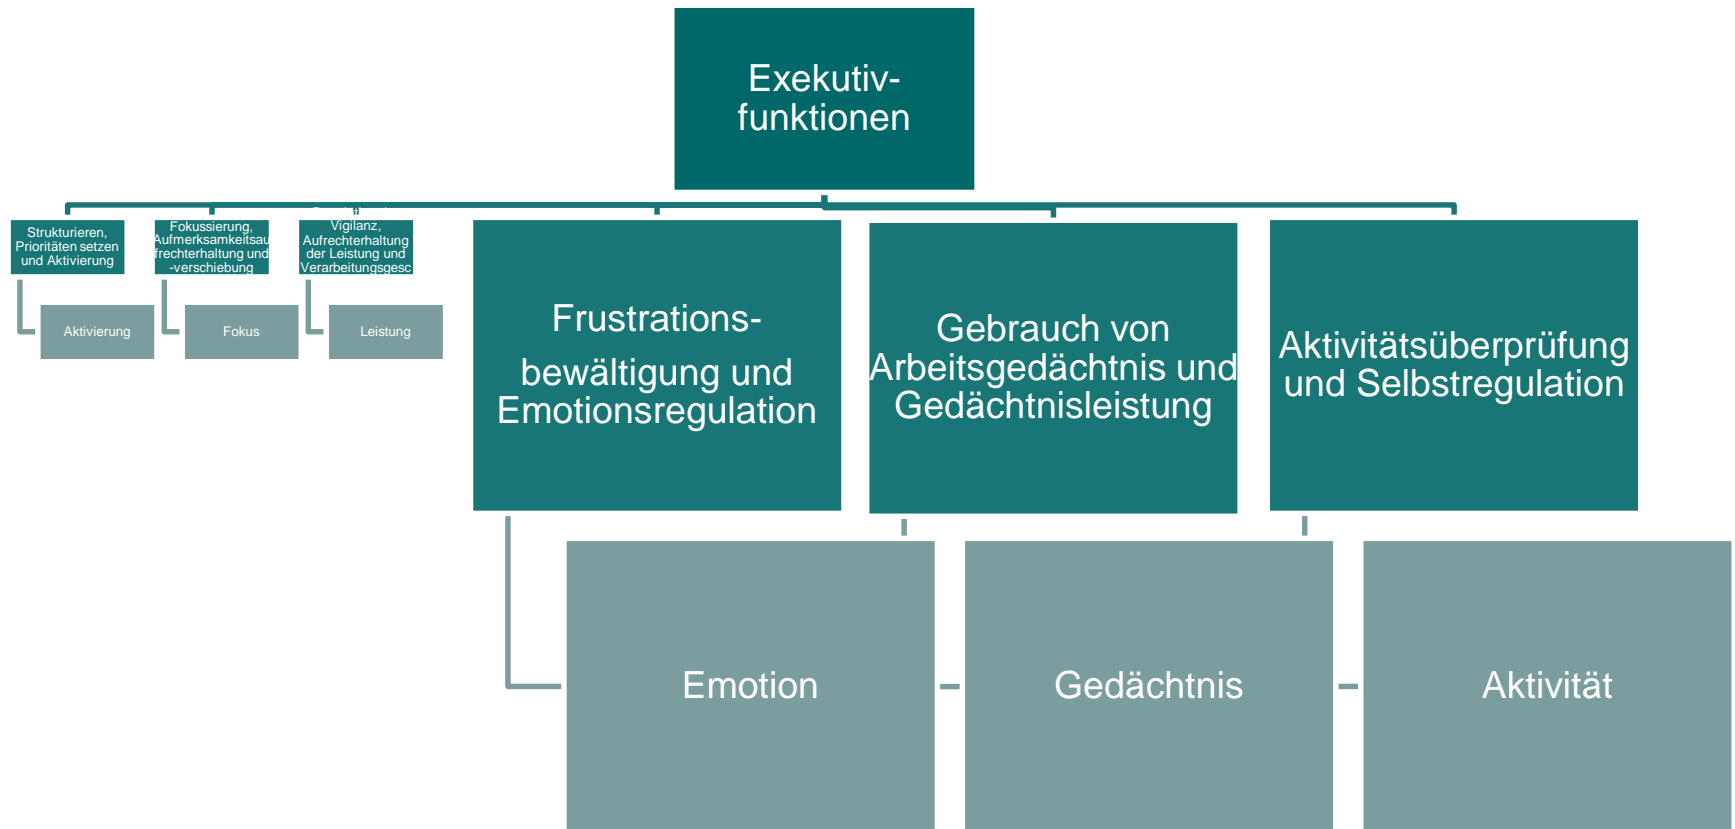 Exekutiv-
funktionen
Strukturieren,
Prioritäten setzen
und Aktivierung
Fokussierung,
Aufmerksamkeitsau
frechterhaltung und
-verschiebung
Vigilanz,
Aufrechterhaltung
der Leistung und
Verarbeitungsgesc
Aktivierung
Fokus
Leistung
Frustrations-
bewältigung und
Emotionsregulation
Gebrauch von
Arbeitsgedächtnis und
Gedächtnisleistung
Aktivitätsüberprüfung
und Selbstregulation
Emotion
Gedächtnis
Aktivität